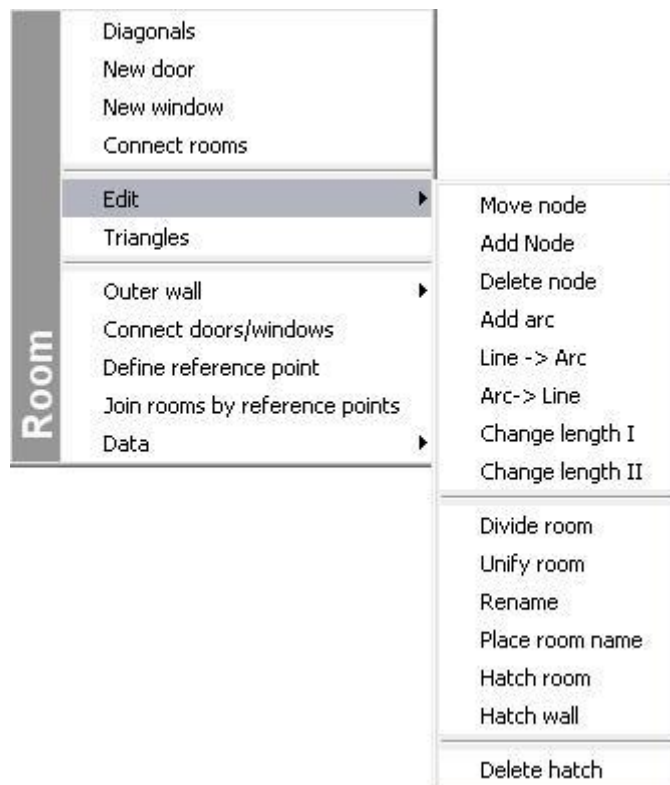 Diagonals
New door
New window
Connect rooms
Edit
Triangles
Outer wall
Connect doors/windows
Define reference point
Join rooms by reference points
Data
Room
Move node
Add Node
Delete node
Add arc
Line -> Arc
Arc-> Line
Change length I
Change length II
Divide room
Unify room
Rename
Place room name
Hatch room
Hatch wall
Delete hatch